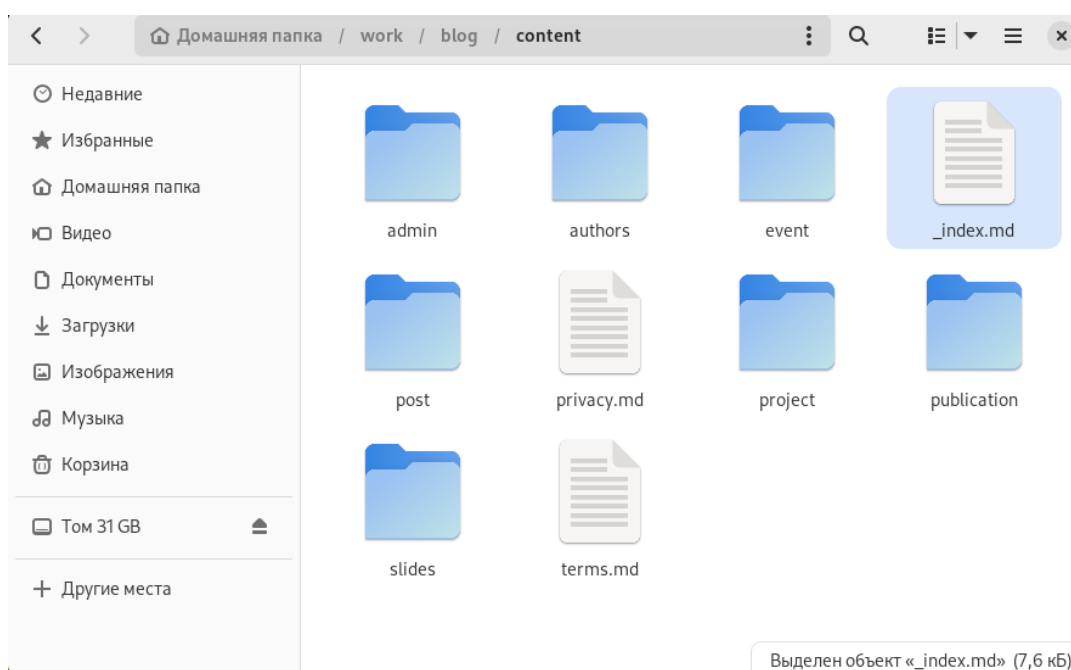 Домашняя папка / work / blog / content
Недавние
Избранные
Домашняя папка
Видео
Документы
Загрузки
Изображения
Музыка
Корзина
Том 31 GB
Другие места
admin authors event _index.md
post privacy.md project publication
slides terms.md
Выделен объект «_index.md» (7,6 кБ)